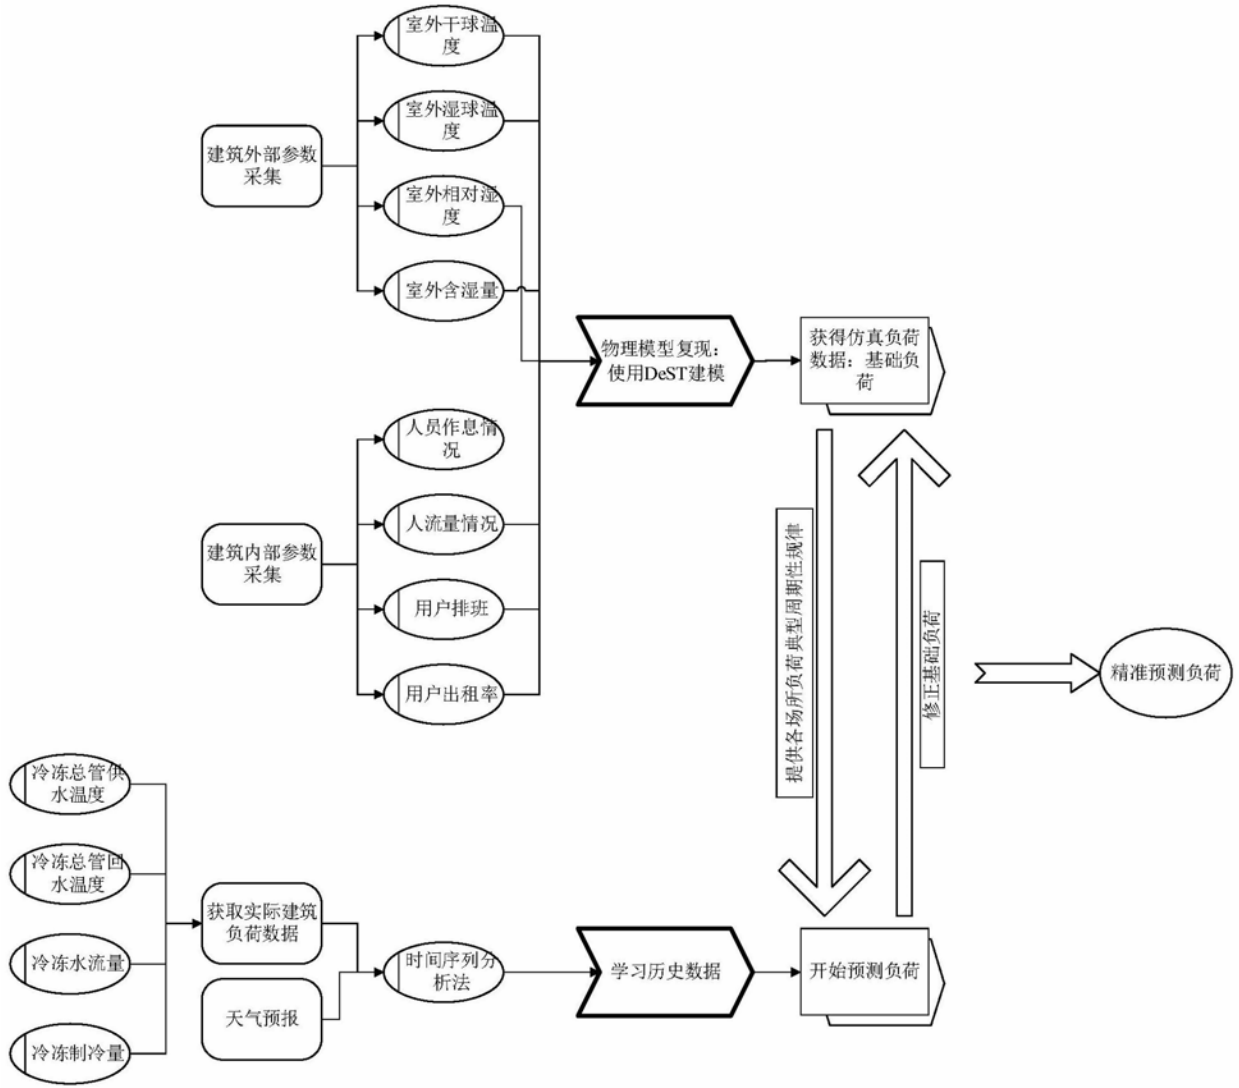 室外干球温
度
室外湿球温
度
建筑外部参数
采集
室外相对湿
度
室外含湿量
物理模型复现：
使用DeST建模
获得仿真负荷
数据：基础负
荷
人员作息情
况
人流量情况
建筑内部参数
采集
用户排班
用户出租率
提供各场所负荷典型周期性规律
修正基础负荷
精准预测负荷
冷冻总管供
水温度
冷冻总管回
水温度
获取实际建筑
负荷数据
冷冻水流量
天气预报
冷冻制冷量
时间序列分
析法
学习历史数据
开始预测负荷